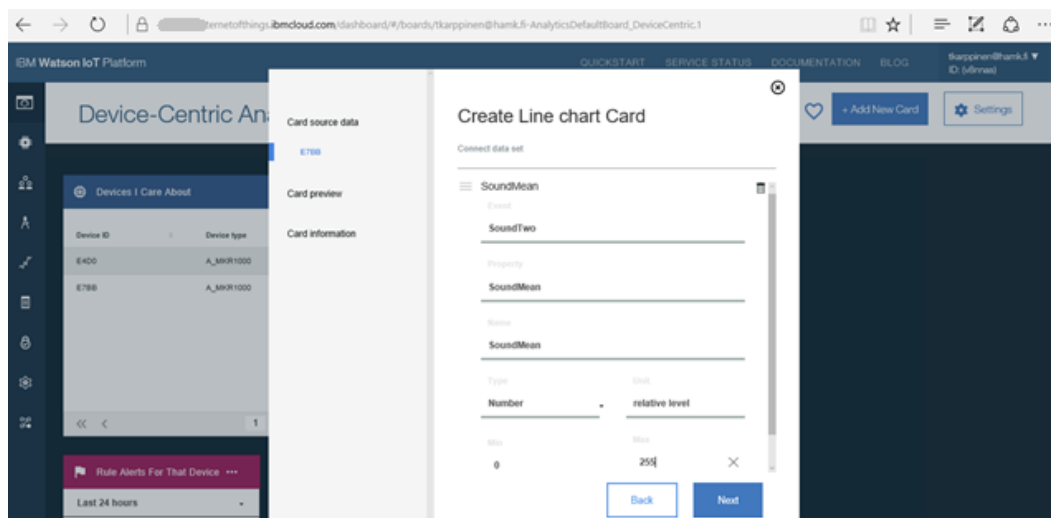 ternetofthings.ibmcloud.com/dashboard/#/boards/tkarppinen@hamk.fi-AnalyticsDefaultBoard_DeviceCentric.1
IBM Watson IoT Platform
QUICKSTART SERVICE STATUS DOCUMENTATION BLOG
tkarppinen@hamk.fi
ID: 
Device-Centric An
+ Add New Card
Settings
Devices I Care About
Device ID Device type
E4D0 A_MKR1000
E7BB A_MKR1000
1
Rule Alerts For That Device
Last 24 hours
Card source data
E7BB
Card preview
Card information
Create Line chart Card
Connect data set
SoundMean
Event
SoundTwo
Property
SoundMean
Name
SoundMean
Type Unit
Number relative level
Min Max
0 255
Back Next